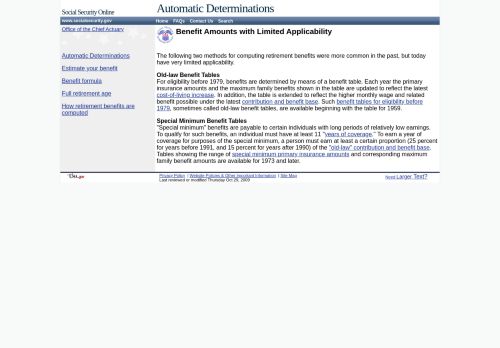 Social Security Online
Automatic Determinations
www.socialsecurity.gov
Home FAQs Contact Us Search
Office of the Chief Actuary
Benefit Amounts with Limited Applicability
Automatic Determinations
Estimate your benefit
Benefit formula
Full retirement age
How retirement benefits are
computed
The following two methods for computing retirement benefits were more common in the past, but today
have very limited applicability.
Old-law Benefit Tables
For eligibility before 1979, benefits are determined by means of a benefit table. Each year the primary
insurance amounts and the maximum family benefits shown in the table are updated to reflect the latest
cost-of-living increase. In addition, the table is extended to reflect the higher monthly wage and related
benefit possible under the latest contribution and benefit base. Such benefit tables for eligibility before
1979, sometimes called old-law benefit tables, are available beginning with the table for 1959.
Special Minimum Benefit Tables
"Special minimum" benefits are payable to certain individuals with long periods of relatively low earnings.
To qualify for such benefits, an individual must have at least 11 "years of coverage." To earn a year of
coverage for purposes of the special minimum, a person must earn at least a certain proportion (25 percent
for years before 1991, and 15 percent for years after 1990) of the "old-law" contribution and benefit base.
Tables showing the range of special minimum primary insurance amounts and corresponding maximum
family benefit amounts are available for 1973 and later.
Privacy Policy | Website Policies & Other Important Information | Site Map
Last reviewed or modified Thursday Oct 29, 2009
Need Larger Text?